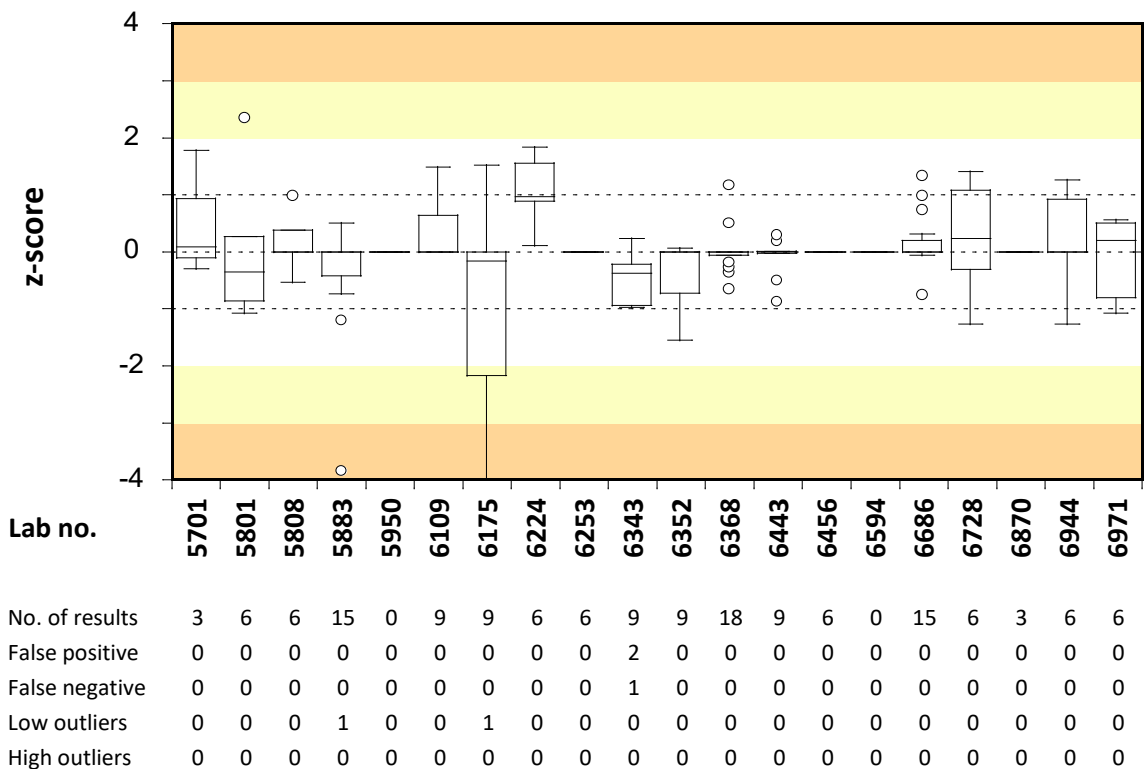 4
2
0
-2
-4
z-score
Lab no. 5701 5801 5808 5883 5950 6109 6175 6224 6253 6343 6352 6368 6443 6456 6594 6686 6728 6870 6944 6971
No. of results 3 6 6 15 0 9 9 6 6 9 9 18 9 6 0 15 6 3 6 6
False positive 0 0 0 0 0 0 0 0 0 2 0 0 0 0 0 0 0 0 0 0
False negative 0 0 0 0 0 0 0 0 0 1 0 0 0 0 0 0 0 0 0 0
Low outliers 0 0 0 1 0 0 1 0 0 0 0 0 0 0 0 0 0 0 0 0
High outliers 0 0 0 0 0 0 0 0 0 0 0 0 0 0 0 0 0 0 0 0